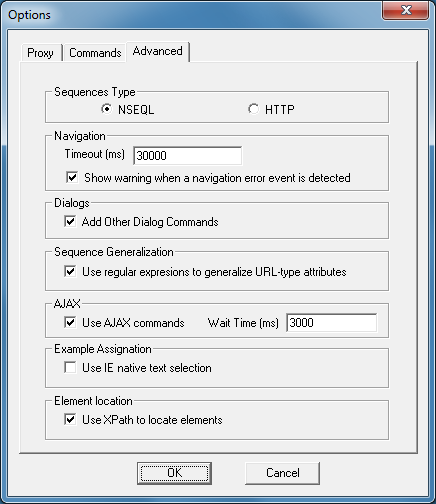 Options
Proxy Commands Advanced
Sequences Type
NSEQL HTTP
Navigation
Timeout (ms) 30000
Show warning when a navigation error event is detected
Dialogs
Add Other Dialog Commands
Sequence Generalization
Use regular expresions to generalize URL-type attributes
AJAX
Use AJAX commands Wait Time (ms) 3000
Example Assignation
Use IE native text selection
Element location
Use XPath to locate elements
OK Cancel